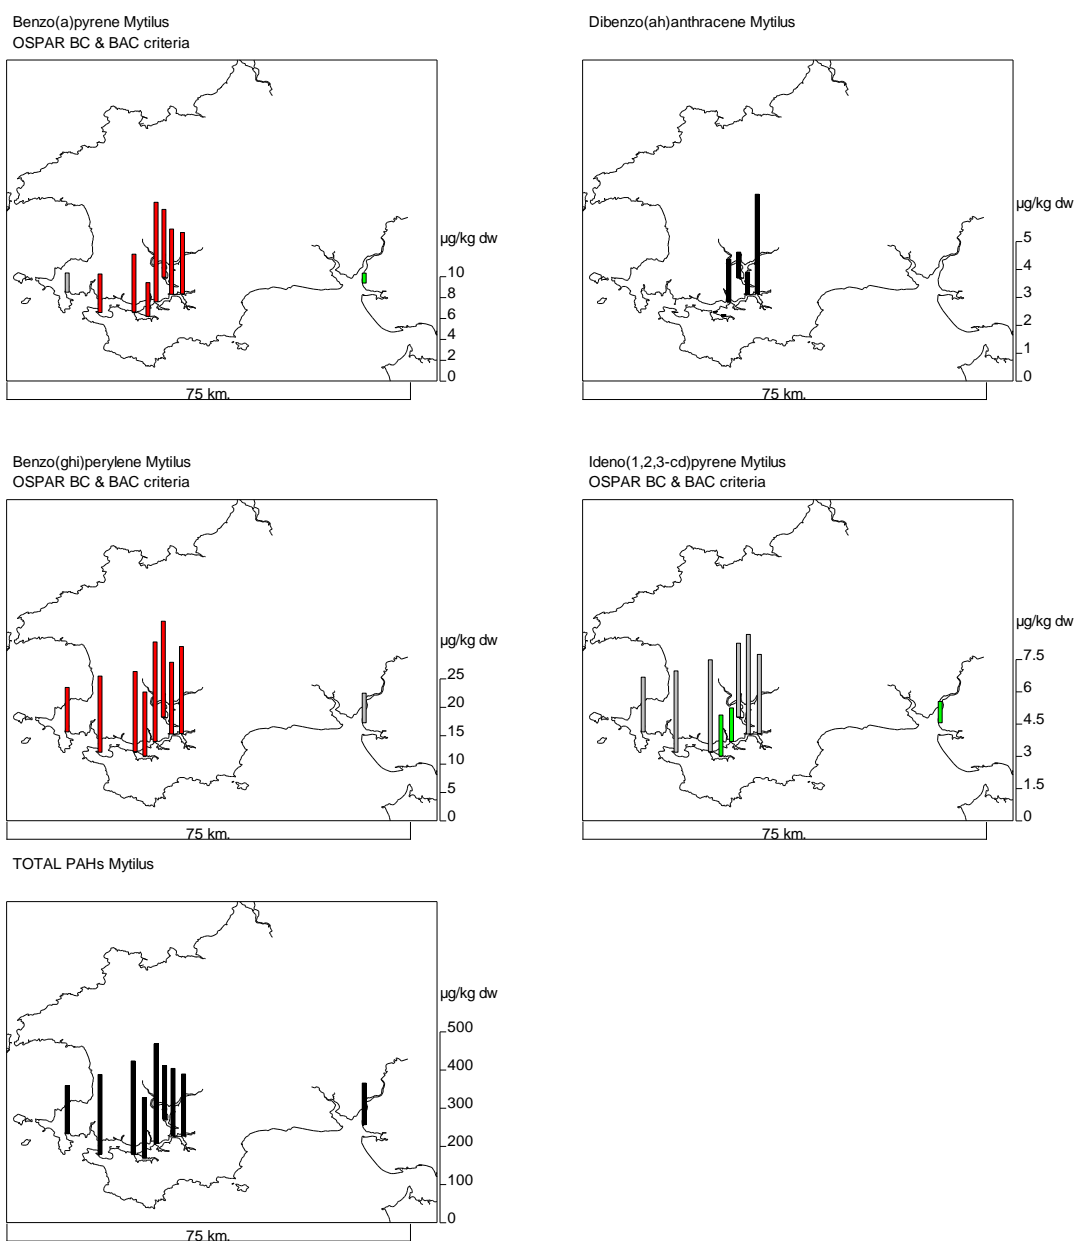 Benzo(a)pyrene Mytilus
OSPAR BC & BAC criteria
µg/kg dw
10
8
6
4
2
0
75 km.
Dibenzo(ah)anthracene Mytilus
µg/kg dw
5
4
3
2
1
0
75 km.
Benzo(ghi)perylene Mytilus
OSPAR BC & BAC criteria
µg/kg dw
25
20
15
10
5
0
75 km.
Ideno(1,2,3-cd)pyrene Mytilus
OSPAR BC & BAC criteria
µg/kg dw
7.5
6
4.5
3
1.5
0
75 km.
TOTAL PAHs Mytilus
µg/kg dw
500
400
300
200
100
0
75 km.